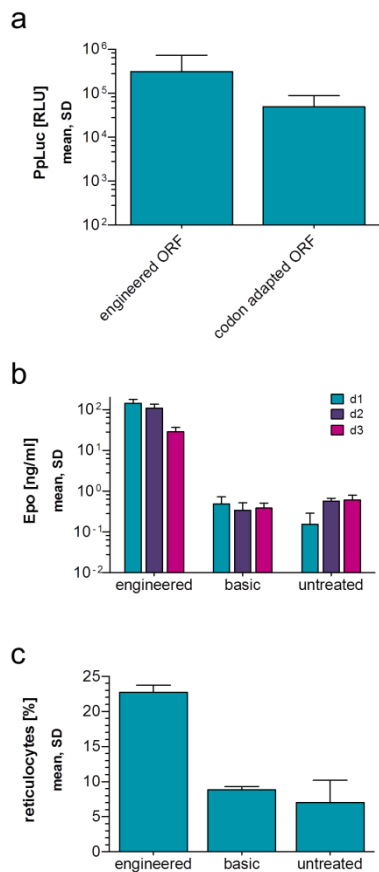 a
PpLuc [RLU]
mean, SD
10⁶
10⁵
10⁴
10³
10²
engineered ORF
codon adapted ORF
b
Epo [ng/ml]
mean, SD
10²
10¹
10⁰
10⁻¹
10⁻²
d1
d2
d3
engineered basic untreated
c
reticulocytes [%]
mean, SD
25
20
15
10
5
0
engineered basic untreated